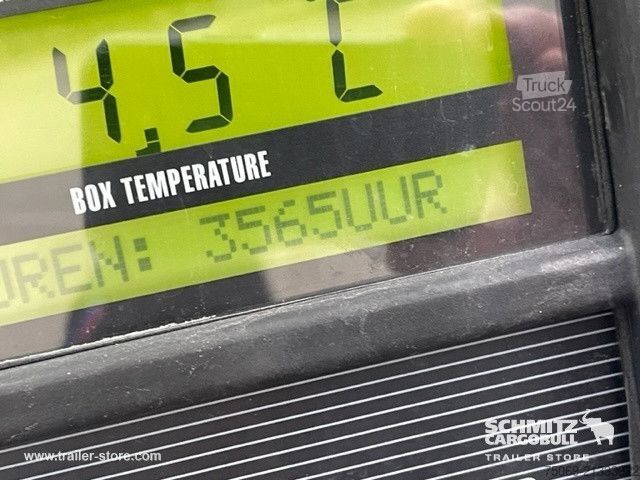 4,5 °C
Truck
Scout24
BOX TEMPERATURE
UREN: 3565UUR
SCHMITZ
CARGOBULL
TRAILER STORE
www.trailer-store.com